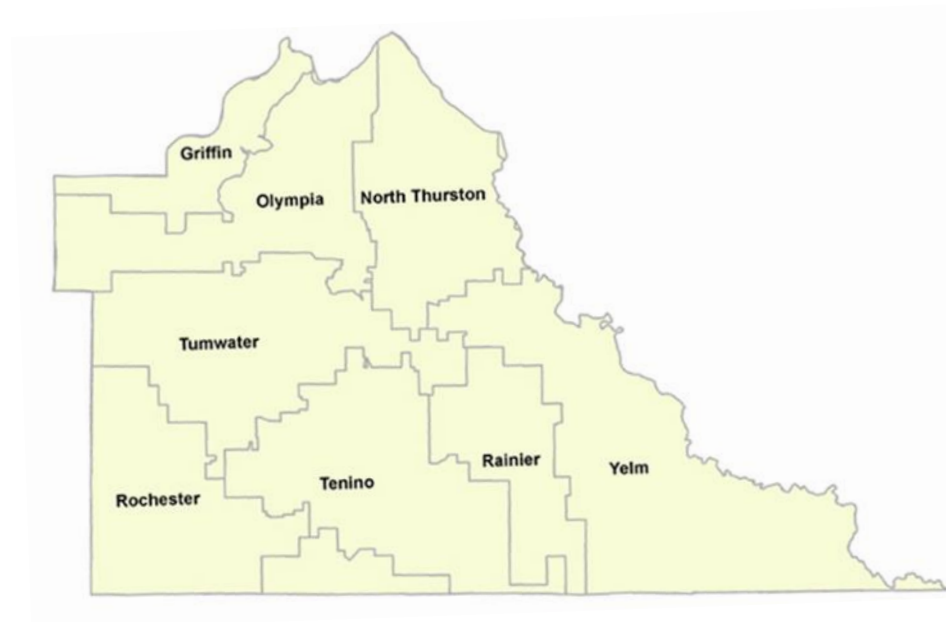 Griffin
Olympia
North Thurston
Tumwater
Rochester
Tenino
Rainier
Yelm